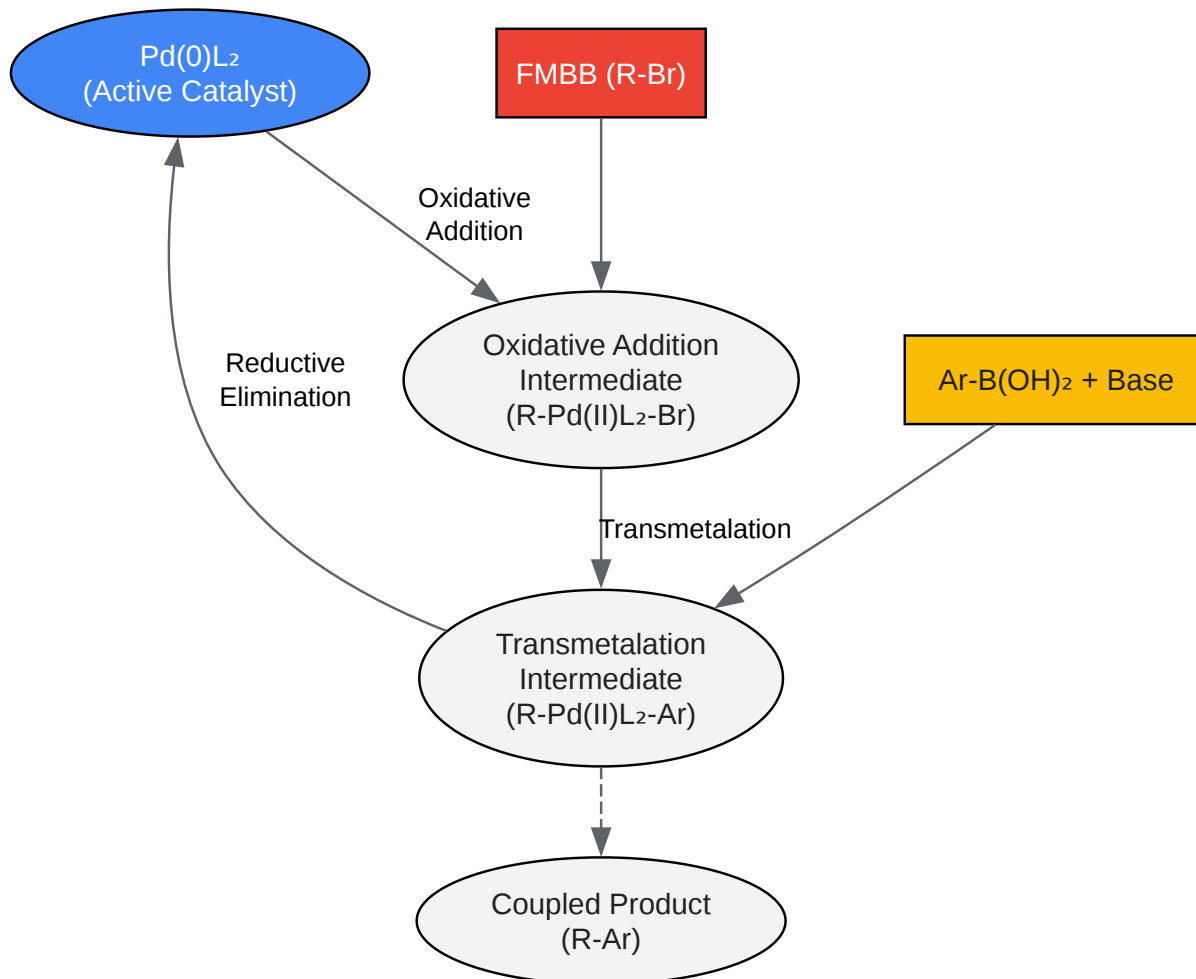 Pd(0)L₂
(Active Catalyst)
FMBB (R-Br)
Oxidative
Addition
Oxidative Addition
Intermediate
(R-Pd(II)L₂-Br)
Reductive
Elimination
Ar-B(OH)₂ + Base
Transmetalation
Transmetalation
Intermediate
(R-Pd(II)L₂-Ar)
Coupled Product
(R-Ar)